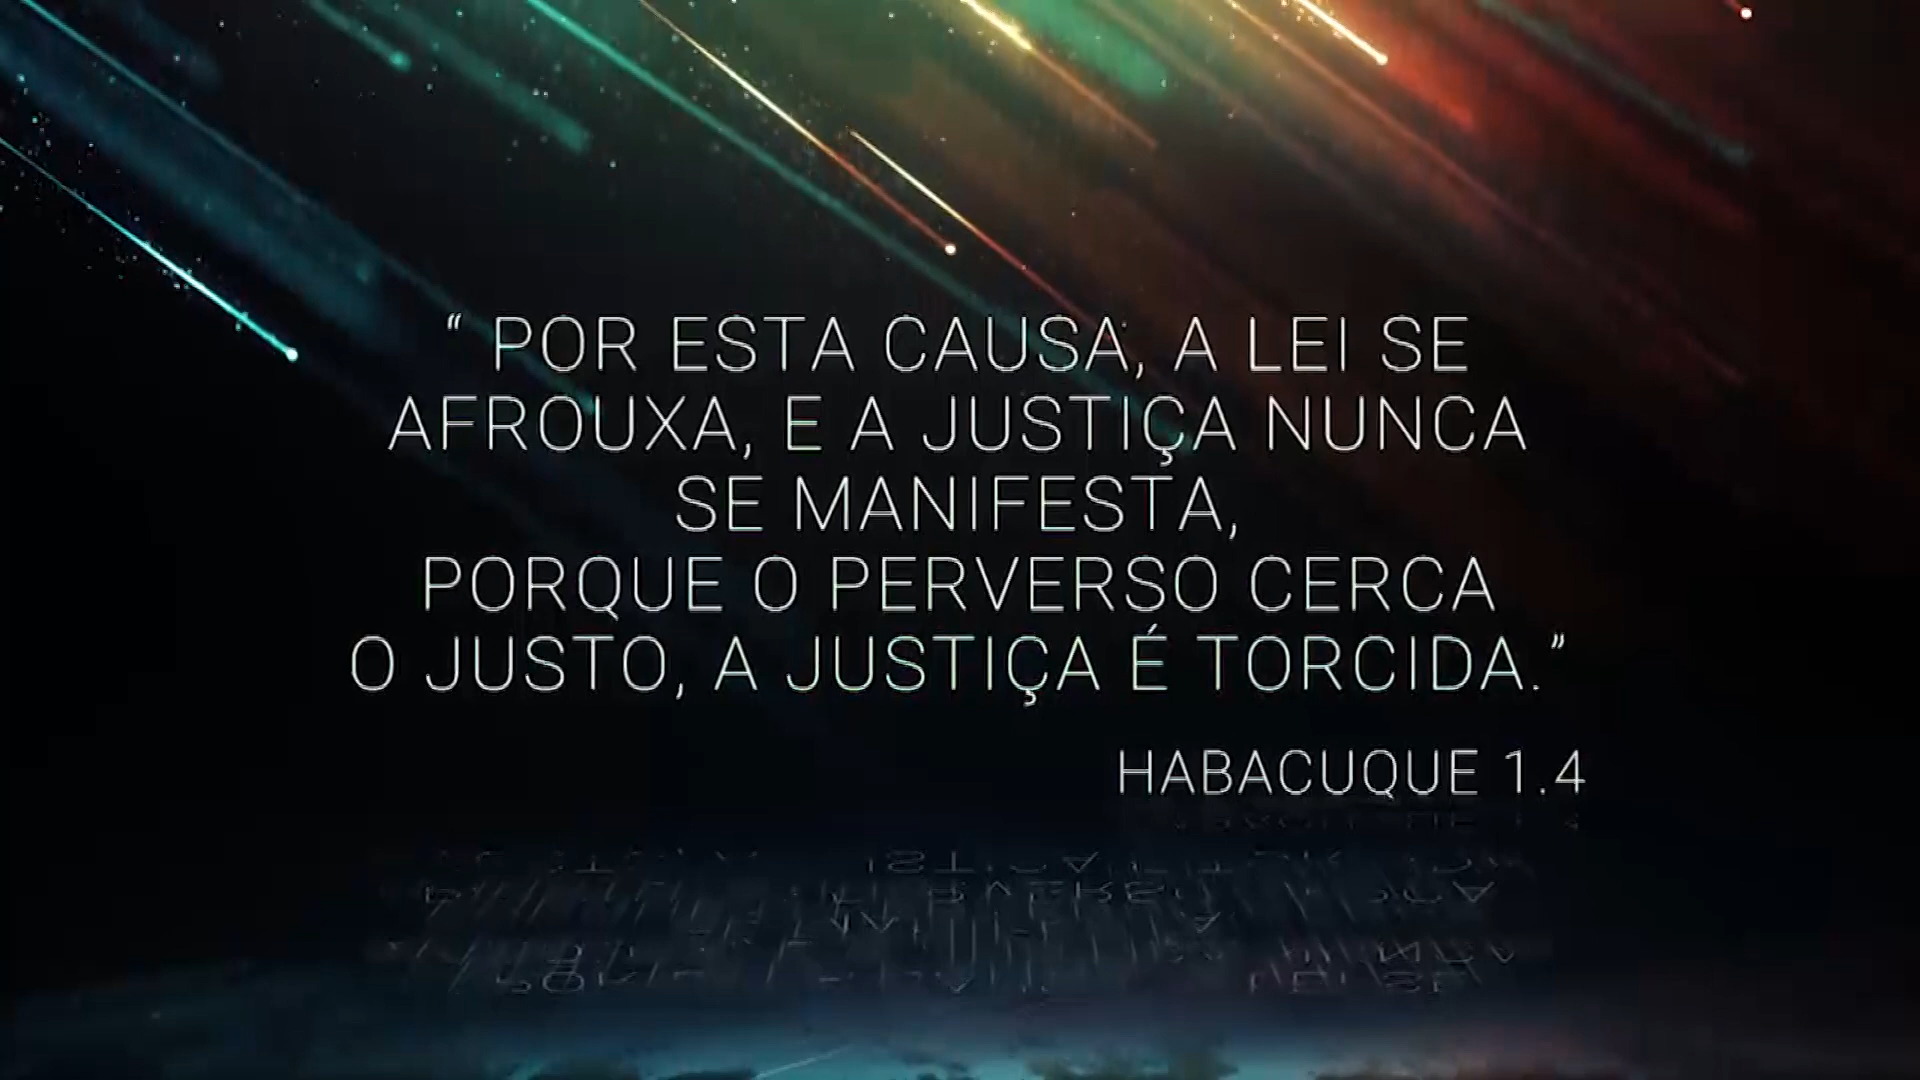 “ POR ESTA CAUSA, A LEI SE
AFROUXA, E A JUSTIÇA NUNCA
SE MANIFESTA,
PORQUE O PERVERSO CERCA
O JUSTO, A JUSTIÇA É TORCIDA.”
HABACUQUE 1.4